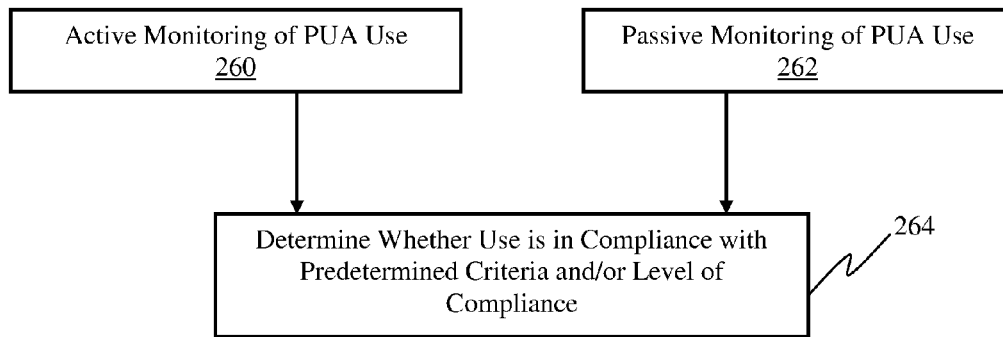 Active Monitoring of PUA Use
260
Passive Monitoring of PUA Use
262
Determine Whether Use is in Compliance with
Predetermined Criteria and/or Level of
Compliance
264